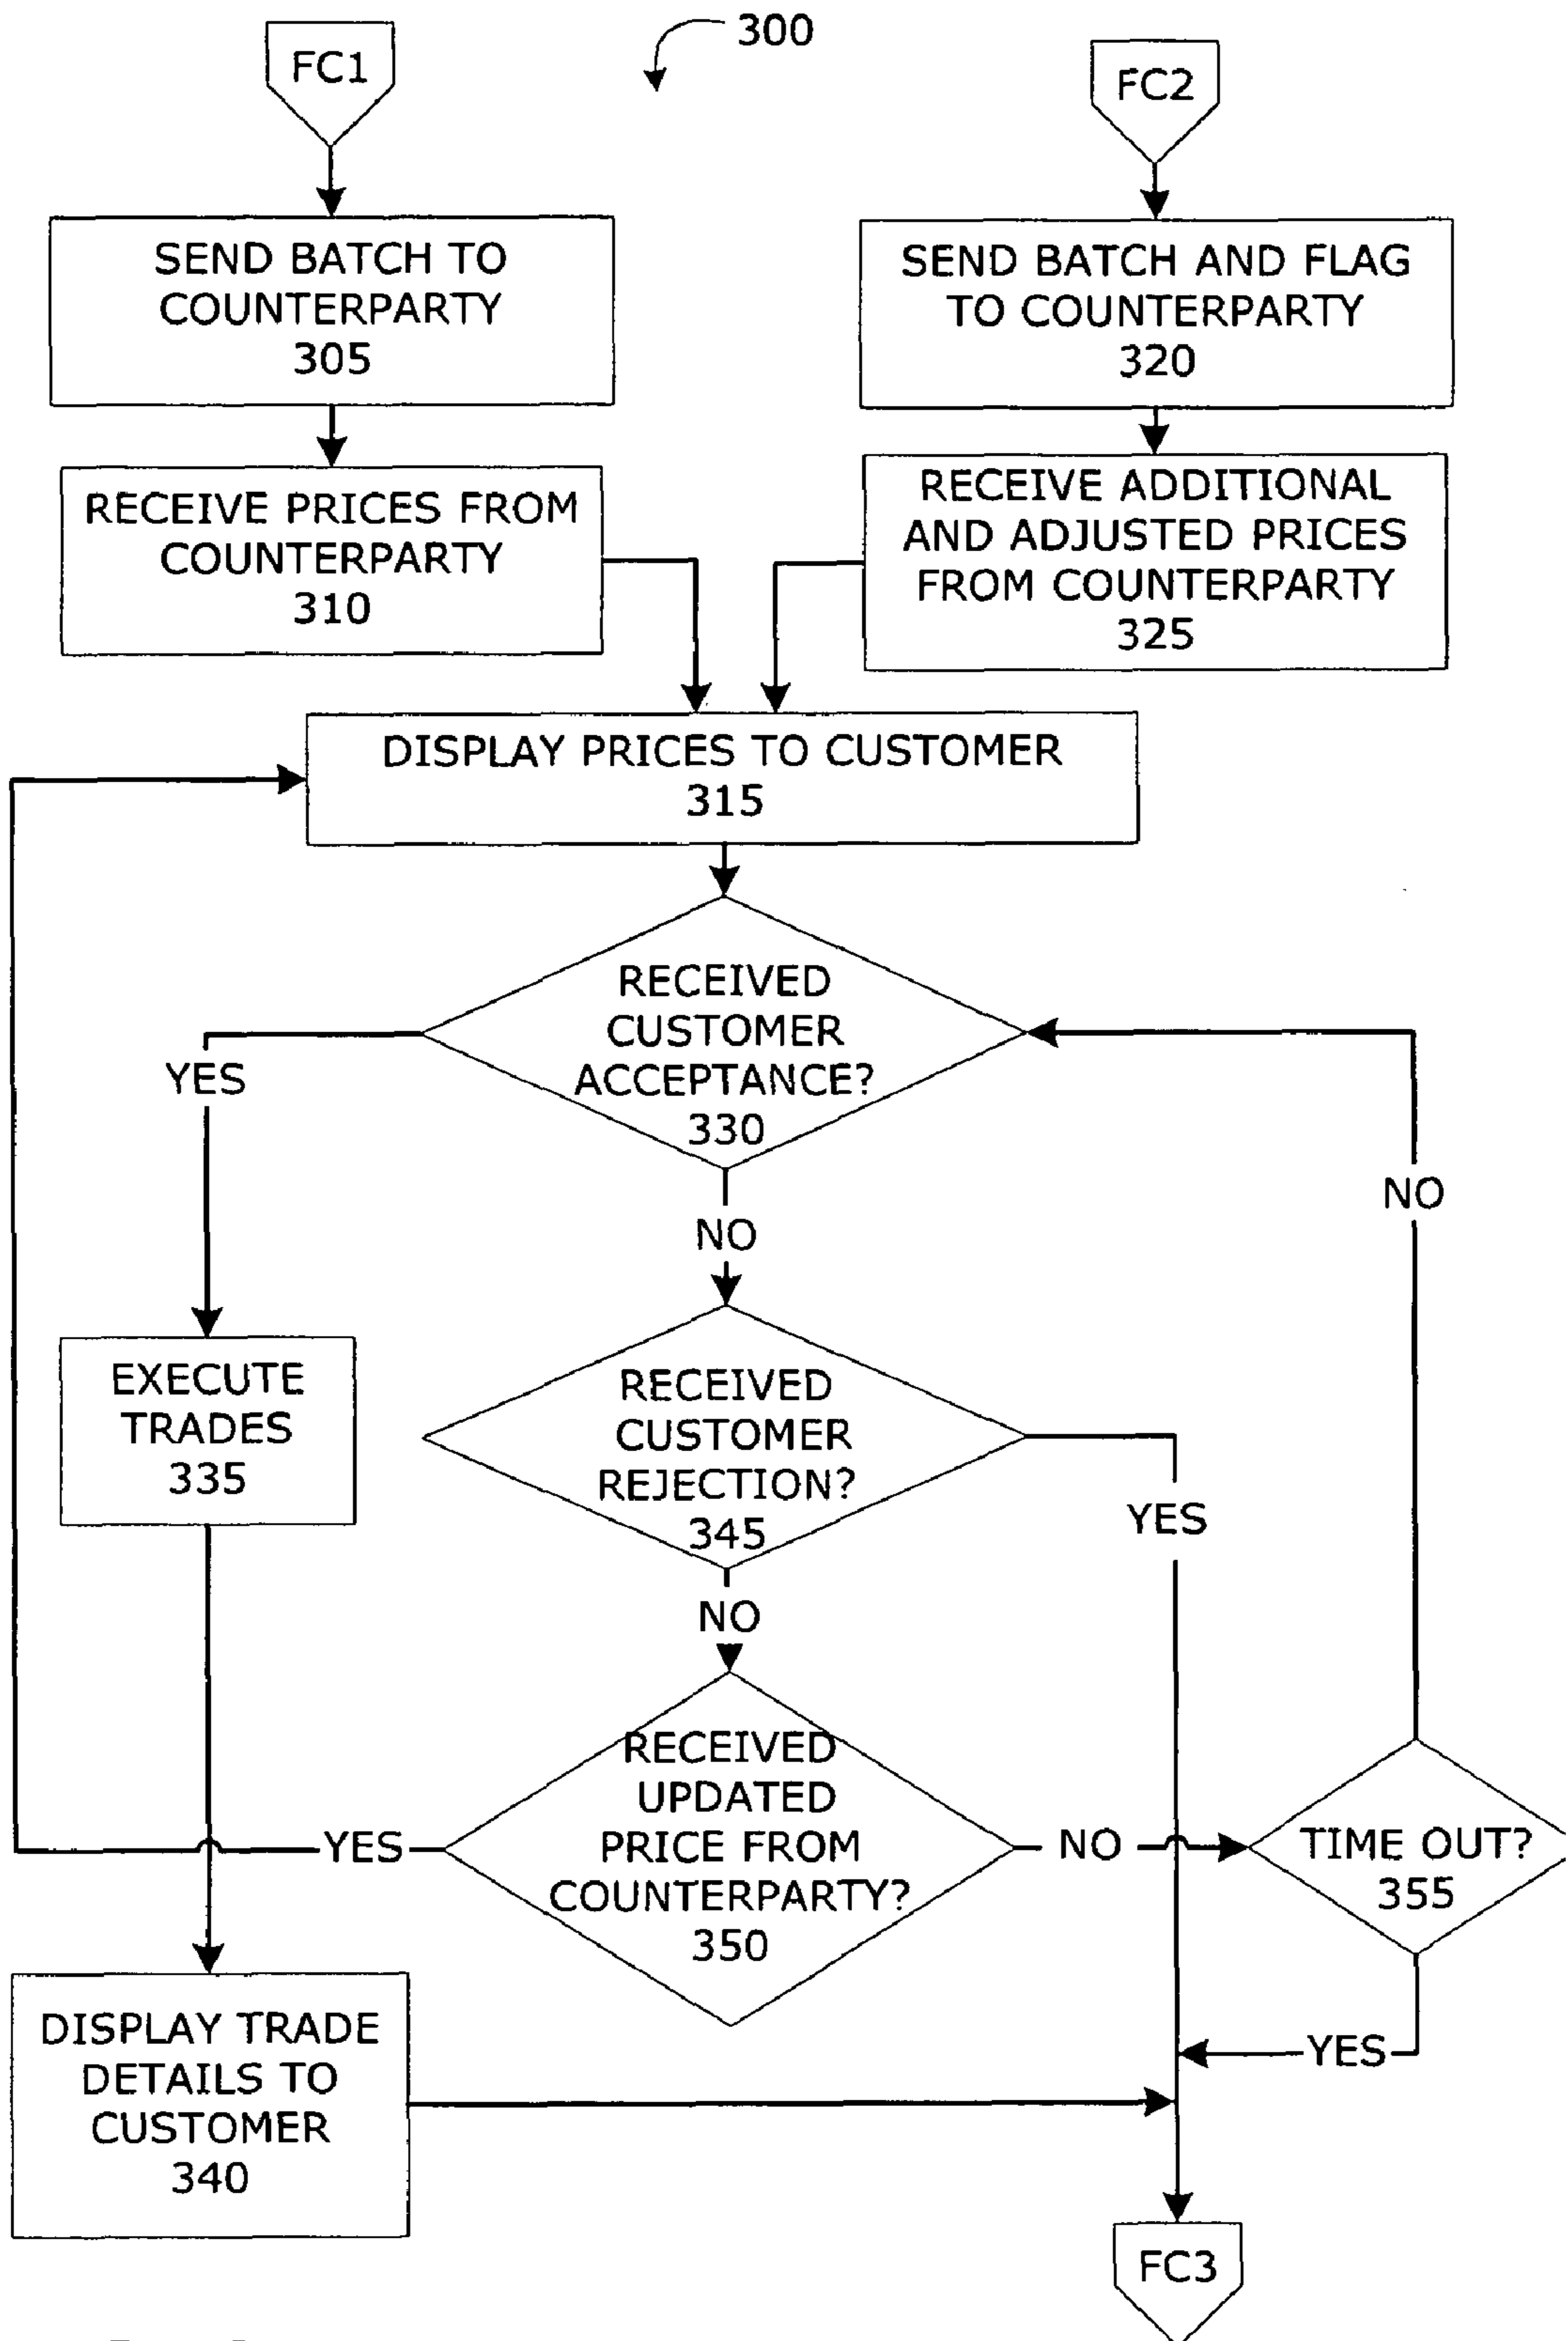 300
FC1
FC2
SEND BATCH TO
COUNTERPARTY
305
SEND BATCH AND FLAG
TO COUNTERPARTY
320
RECEIVE PRICES FROM
COUNTERPARTY
310
RECEIVE ADDITIONAL
AND ADJUSTED PRICES
FROM COUNTERPARTY
325
DISPLAY PRICES TO CUSTOMER
315
RECEIVED
CUSTOMER
ACCEPTANCE?
330
YES
NO
NO
EXECUTE
TRADES
335
RECEIVED
CUSTOMER
REJECTION?
345
YES
NO
RECEIVED
UPDATED
PRICE FROM
COUNTERPARTY?
350
YES
NO
TIME OUT?
355
YES
DISPLAY TRADE
DETAILS TO
CUSTOMER
340
FC3